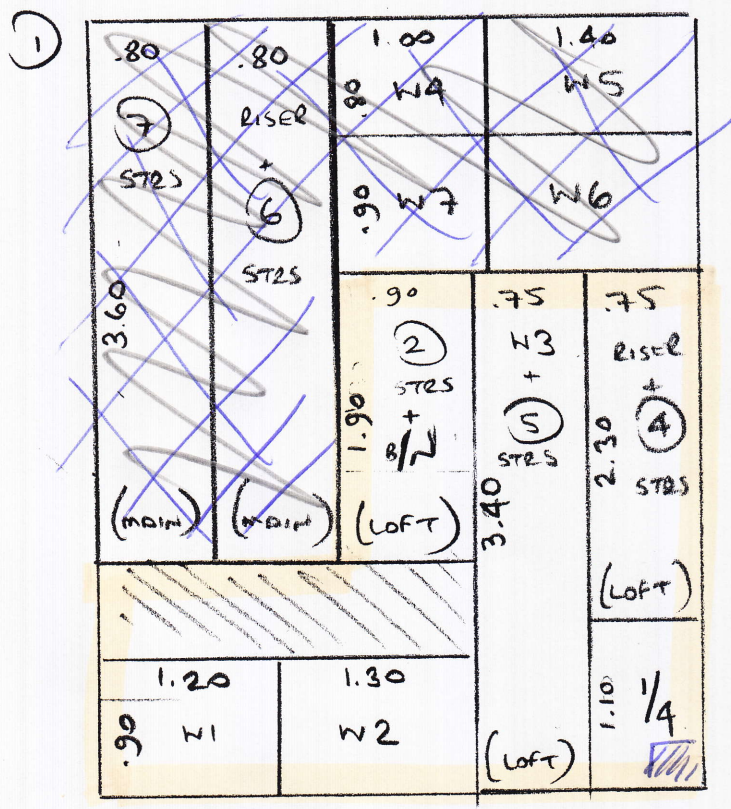 1
.80
7
STRS
3.60
(MAIN)
.80
RISER
+
6
STRS
(MAIN)
1.00
.80 W4
1.40
W5
.90 W7
W6
.90
2
STRS
+
1.90
(LOFT)
.75
W3
+
5
STRS
3.40
(LOFT)
.75
RISER
+
4
STRS
2.30
(LOFT)
1.20
.90 W1
1.30
W2
1.10 1/4